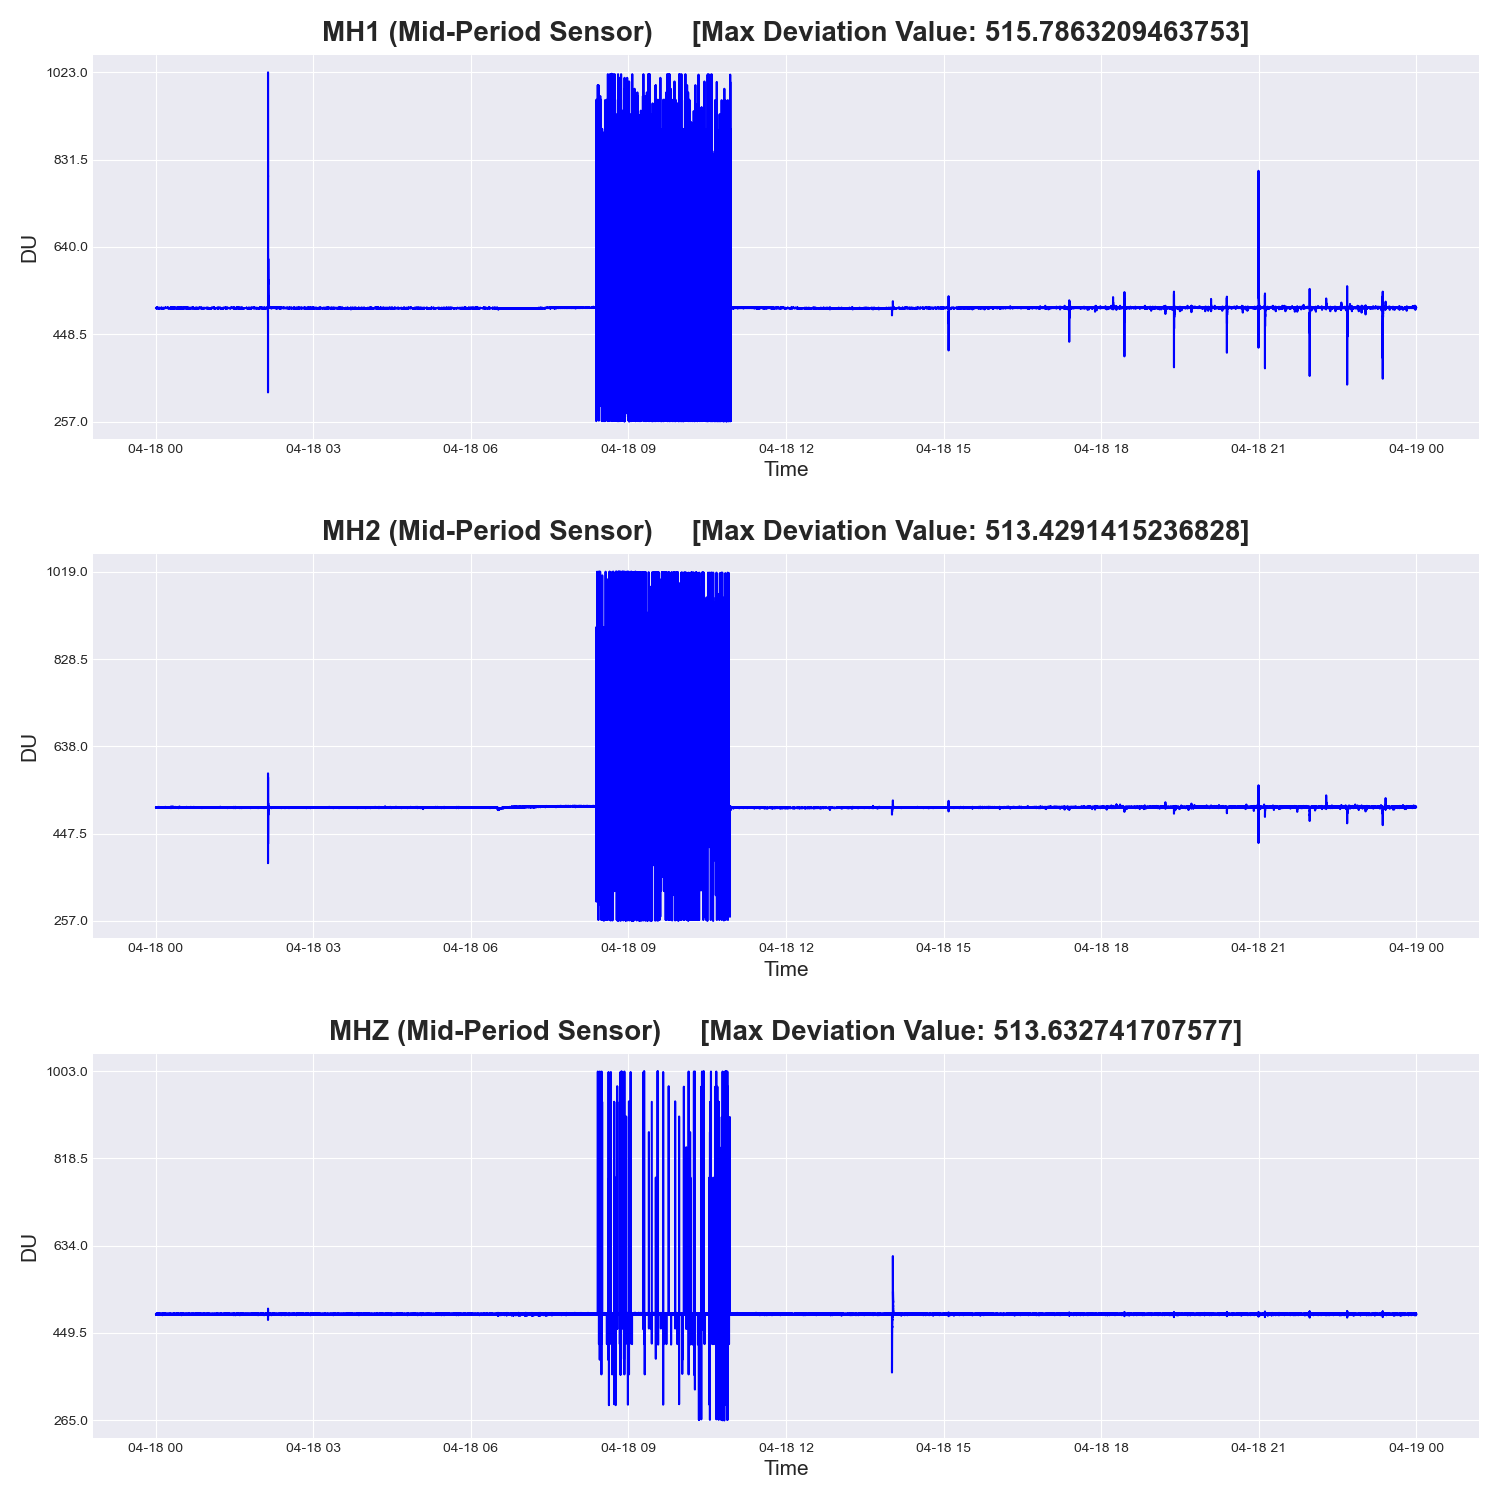 MH1 (Mid-Period Sensor) [Max Deviation Value: 515.7863209463753]
1023.0
831.5
640.0
448.5
257.0
DU
04-18 00 04-18 03 04-18 06 04-18 09 04-18 12 04-18 15 04-18 18 04-18 21 04-19 00
Time
MH2 (Mid-Period Sensor) [Max Deviation Value: 513.4291415236828]
1019.0
828.5
638.0
447.5
257.0
DU
04-18 00 04-18 03 04-18 06 04-18 09 04-18 12 04-18 15 04-18 18 04-18 21 04-19 00
Time
MHZ (Mid-Period Sensor) [Max Deviation Value: 513.632741707577]
1003.0
818.5
634.0
449.5
265.0
DU
04-18 00 04-18 03 04-18 06 04-18 09 04-18 12 04-18 15 04-18 18 04-18 21 04-19 00
Time